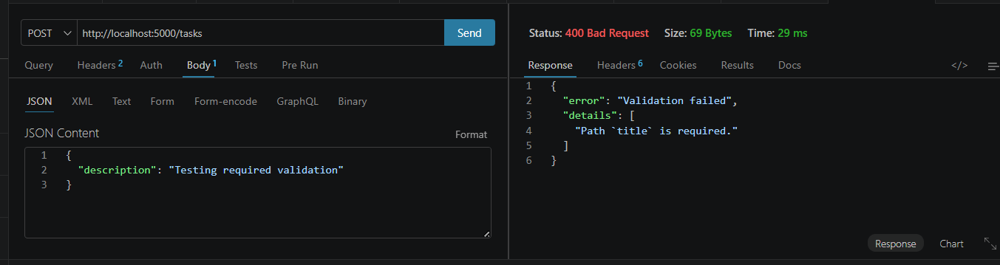 POST http://localhost:5000/tasks Send
Query Headers 2 Auth Body 1 Tests Pre Run
JSON XML Text Form Form-encode GraphQL Binary
JSON Content Format
1 {
2 "description": "Testing required validation"
3 }
Status: 400 Bad Request Size: 69 Bytes Time: 29 ms
Response Headers 6 Cookies Results Docs </>
1 {
2 "error": "Validation failed",
3 "details": [
4 "Path `title` is required."
5 ]
6 }
Response Chart